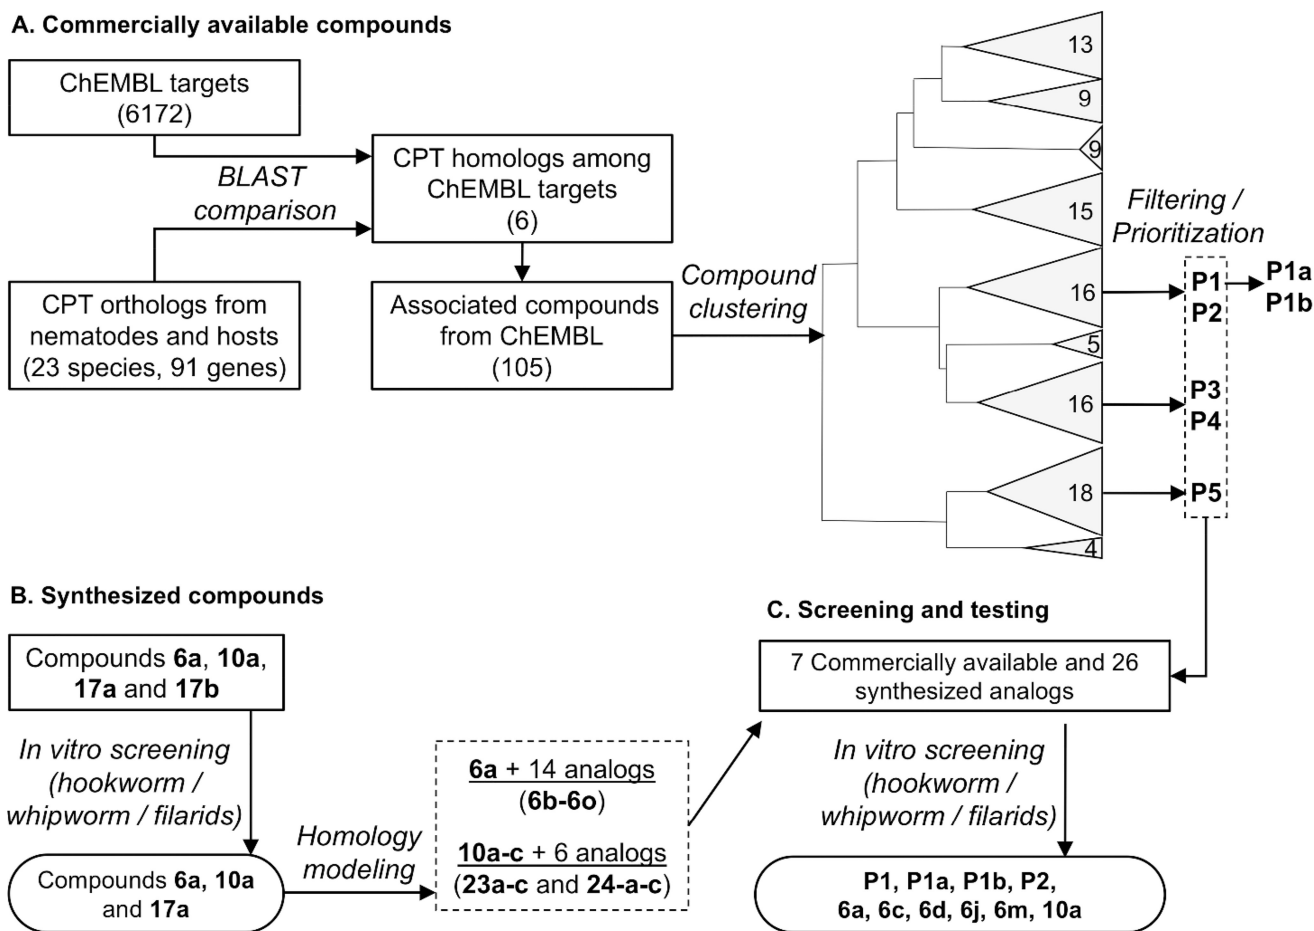 A. Commercially available compounds
ChEMBL targets
(6172)
BLAST
comparison
CPT orthologs from
nematodes and hosts
(23 species, 91 genes)
CPT homologs among
ChEMBL targets
(6)
Associated compounds
from ChEMBL
(105)
Compound
clustering
13
9
9
15
16
5
16
18
4
Filtering /
Prioritization
P1
P2
P3
P4
P5
P1a
P1b
B. Synthesized compounds
Compounds 6a, 10a,
17a and 17b
In vitro screening
(hookworm /
whipworm / filarids)
Compounds 6a, 10a
and 17a
Homology
modeling
6a + 14 analogs
(6b-6o)
10a-c + 6 analogs
(23a-c and 24-a-c)
C. Screening and testing
7 Commercially available and 26
synthesized analogs
In vitro screening
(hookworm /
whipworm / filarids)
P1, P1a, P1b, P2,
6a, 6c, 6d, 6j, 6m, 10a